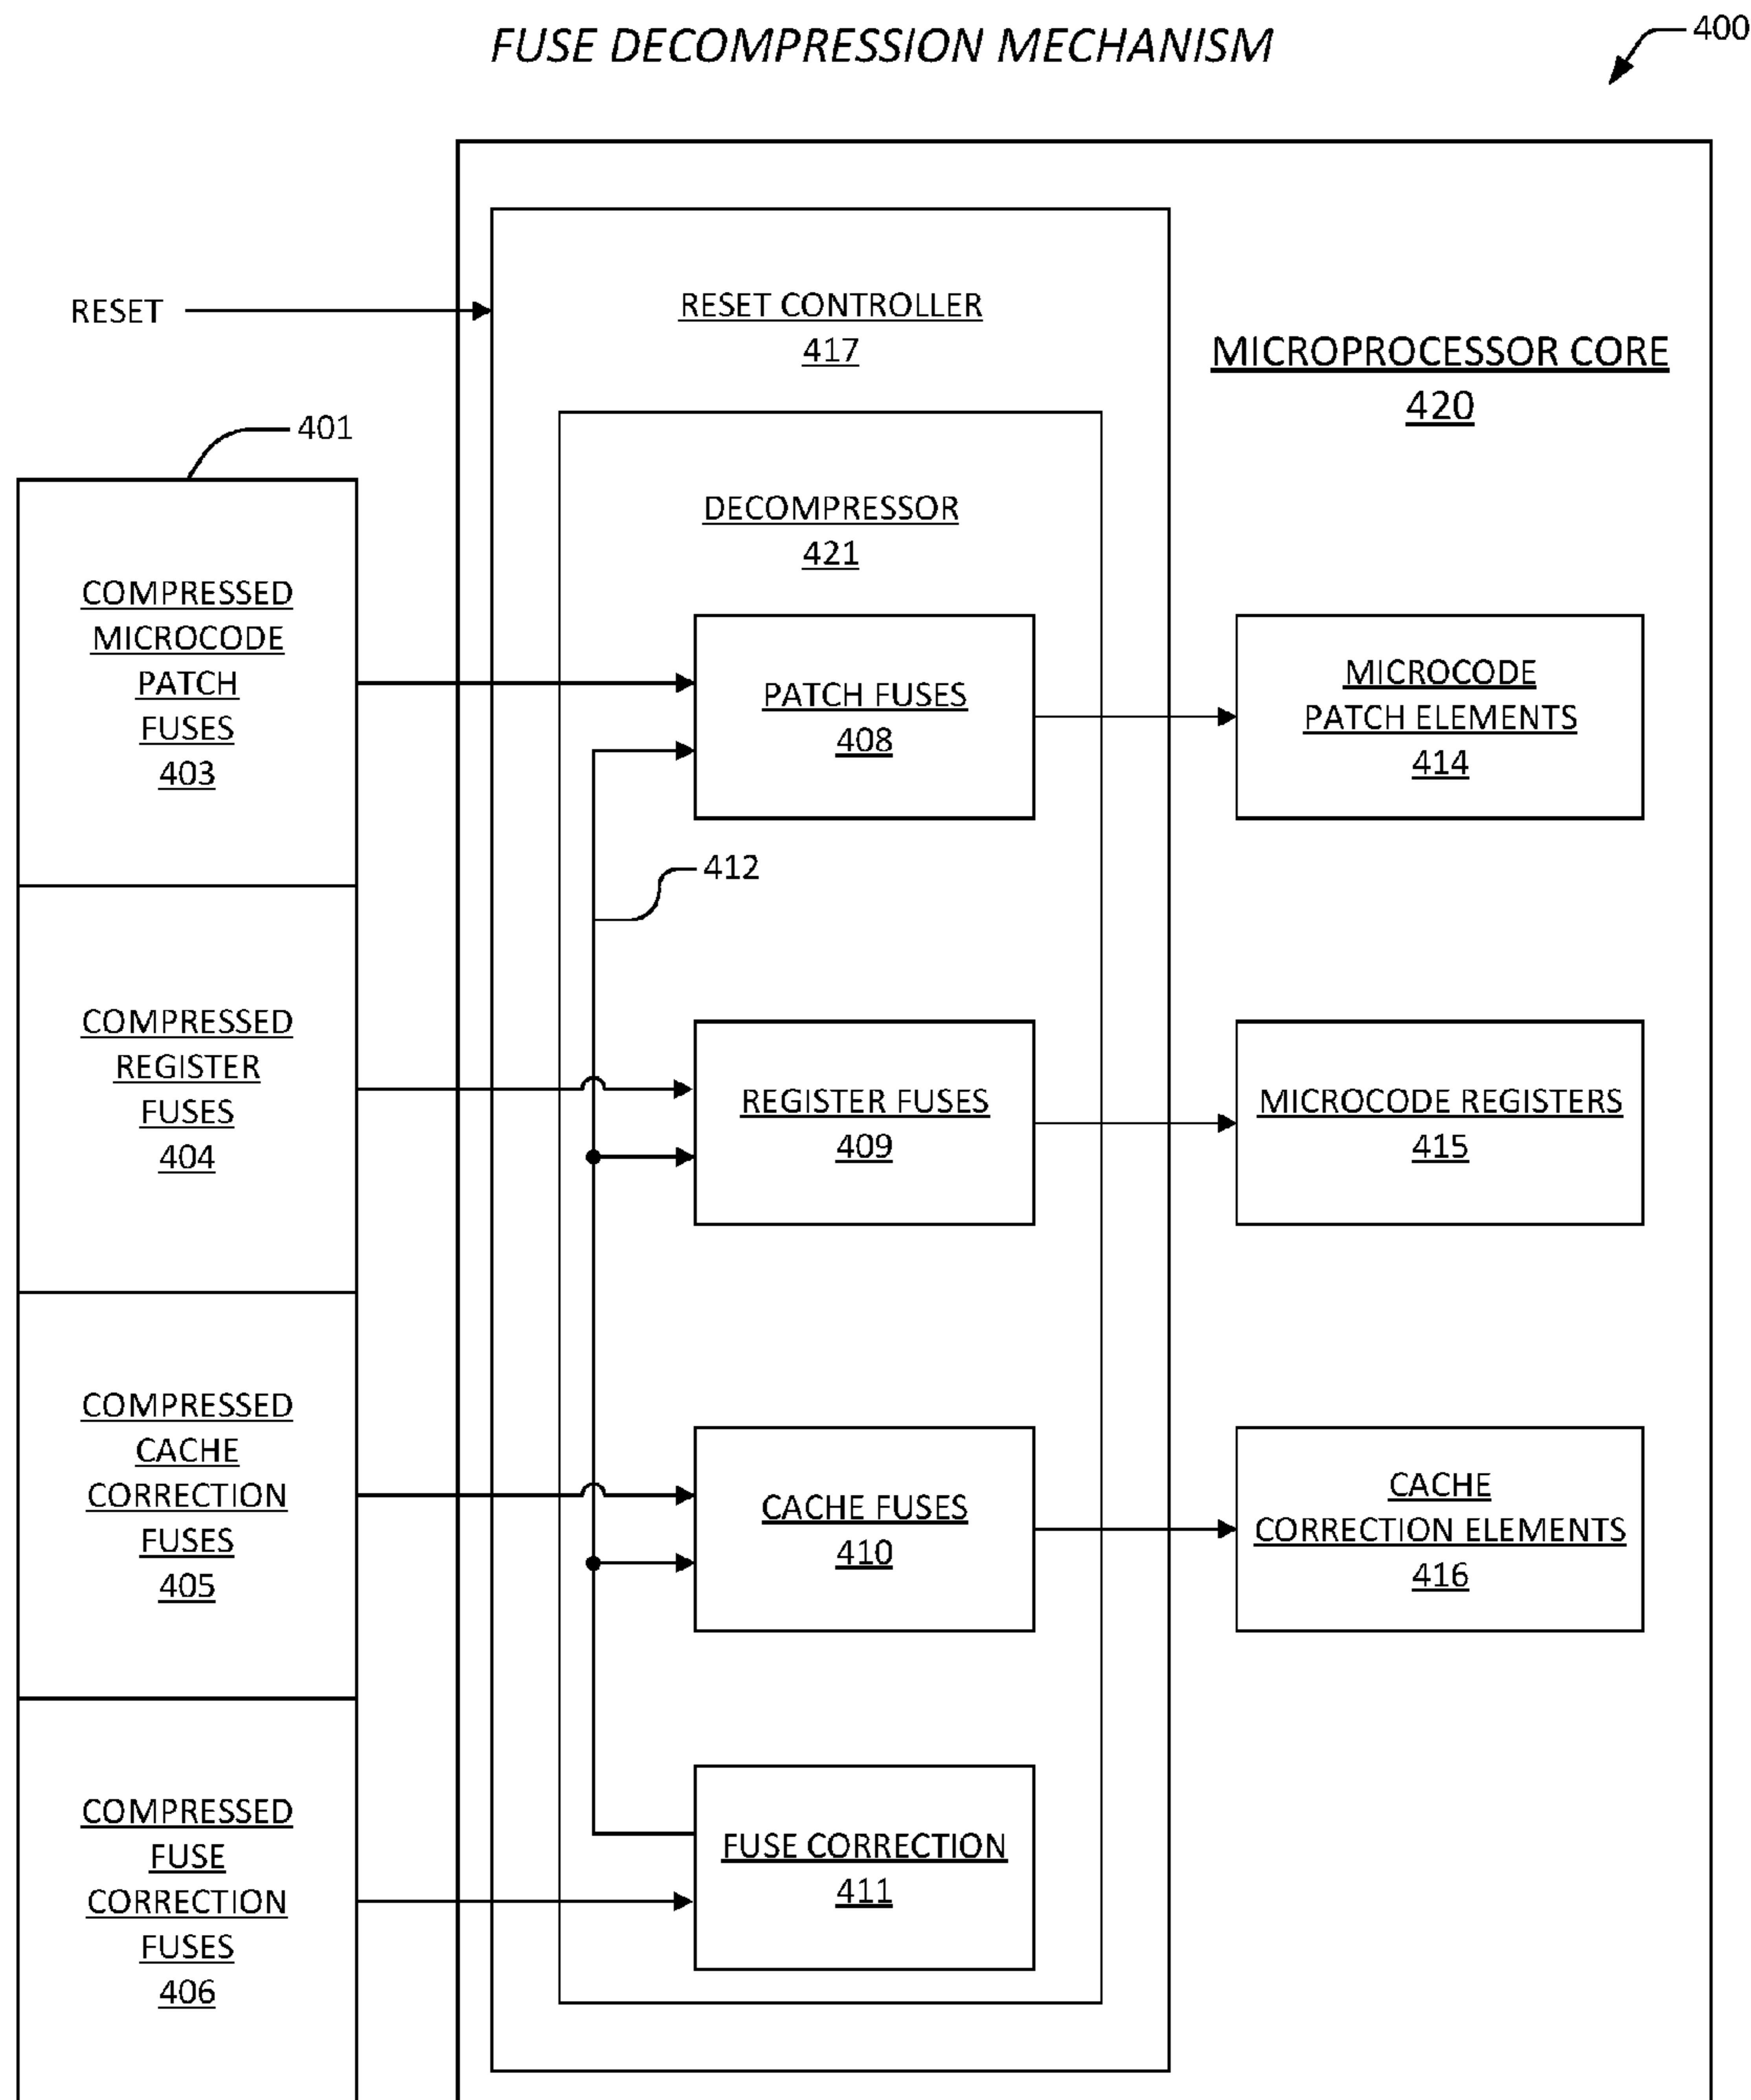 FUSE DECOMPRESSION MECHANISM
400
RESET
RESET CONTROLLER
417
MICROPROCESSOR CORE
420
401
DECOMPRESSOR
421
COMPRESSED
MICROCODE
PATCH
FUSES
403
PATCH FUSES
408
MICROCODE
PATCH ELEMENTS
414
412
COMPRESSED
REGISTER
FUSES
404
REGISTER FUSES
409
MICROCODE REGISTERS
415
COMPRESSED
CACHE
CORRECTION
FUSES
405
CACHE FUSES
410
CACHE
CORRECTION ELEMENTS
416
COMPRESSED
FUSE
CORRECTION
FUSES
406
FUSE CORRECTION
411